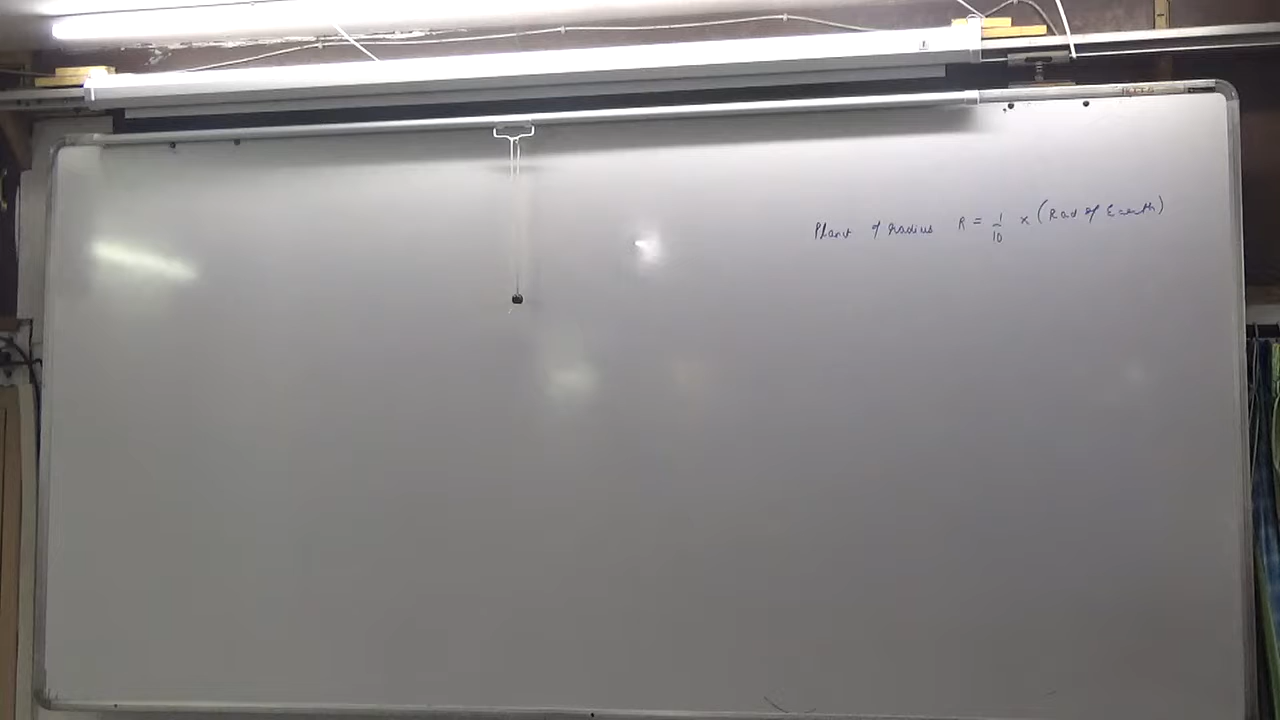 Planet of radius R = 1/10 × (Rad of Earth)